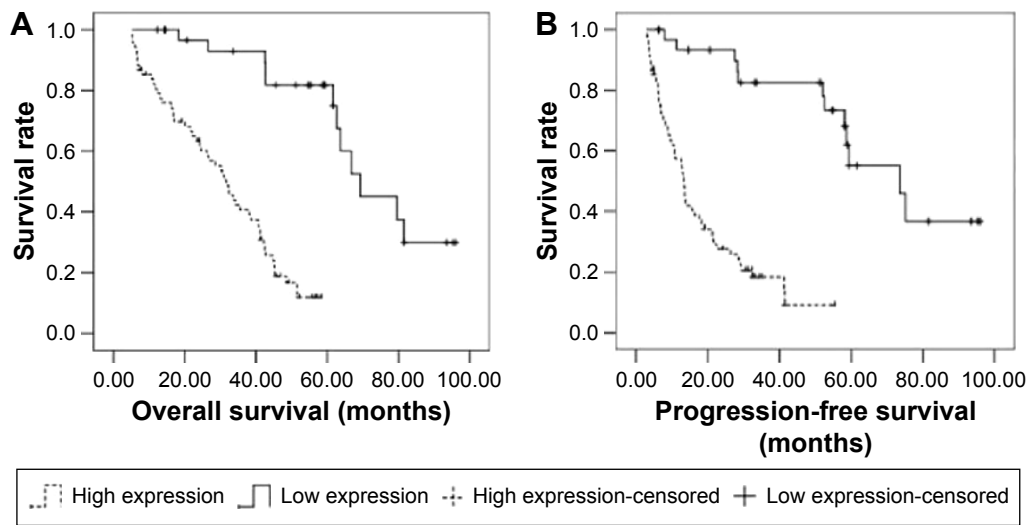 A
Survival rate
1.0
0.8
0.6
0.4
0.2
0.0
0.00 20.00 40.00 60.00 80.00 100.00
Overall survival (months)
B
Survival rate
1.0
0.8
0.6
0.4
0.2
0.0
0.00 20.00 40.00 60.00 80.00 100.00
Progression-free survival
(months)
High expression Low expression High expression-censored Low expression-censored